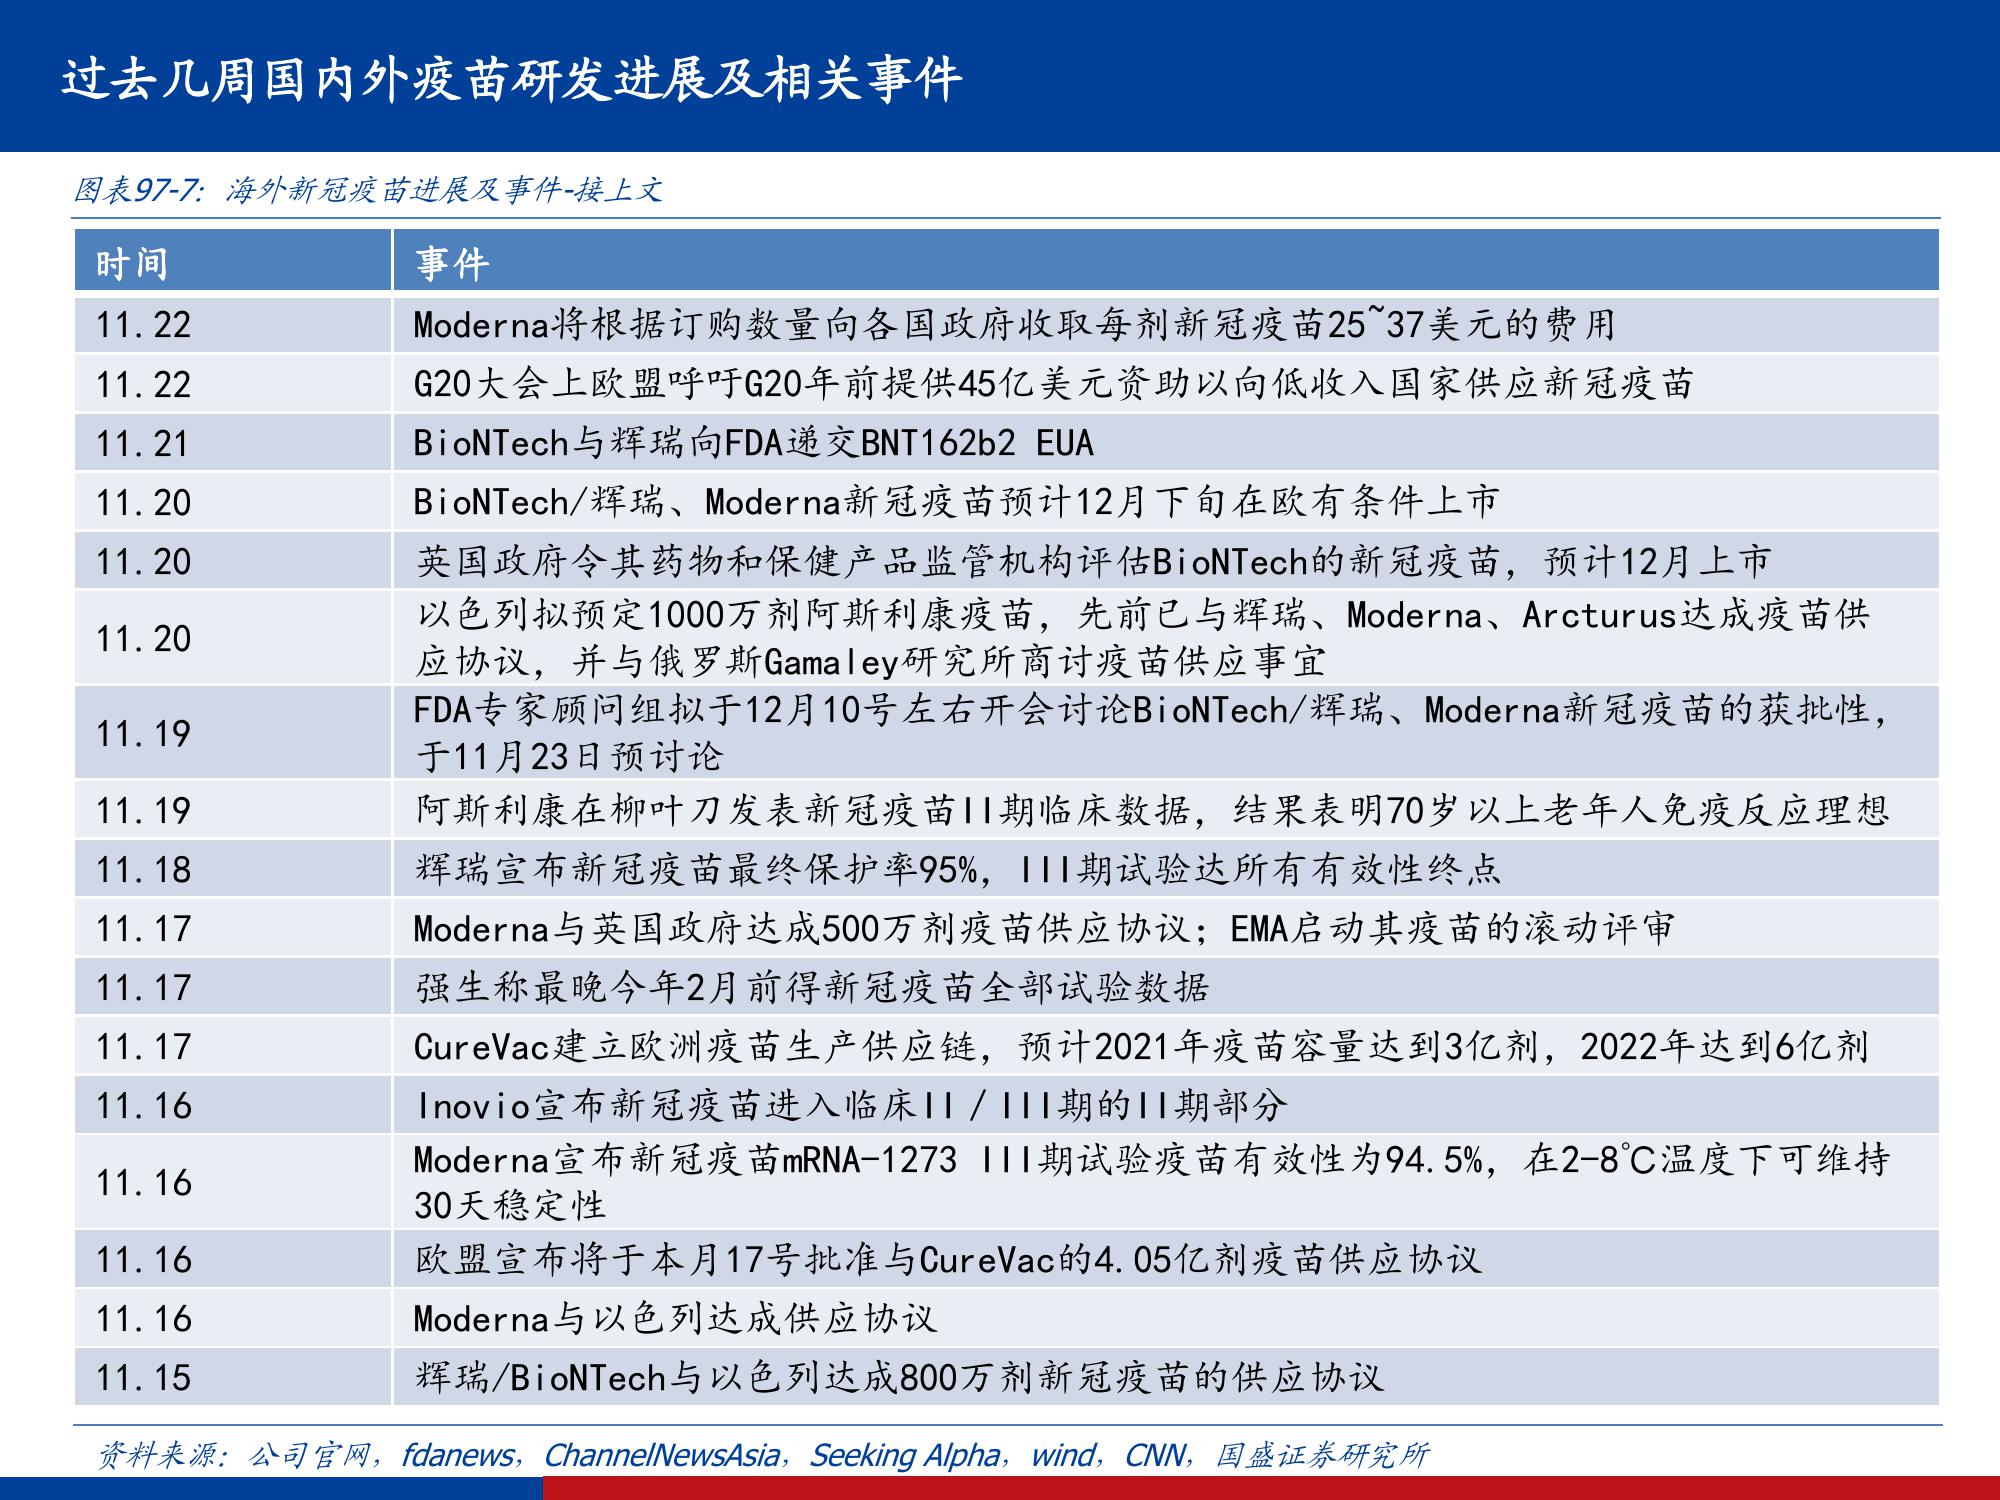 过去几周国内外疫苗研发进展及相关事件
图表97-7：海外新冠疫苗进展及事件-接上文
时间 事件
11.22 Moderna将根据订购数量向各国政府收取每剂新冠疫苗25~37美元的费用
11.22 G20大会上欧盟呼吁G20年前提供45亿美元资助以向低收入国家供应新冠疫苗
11.21 BioNTech与辉瑞向FDA递交BNT162b2 EUA
11.20 BioNTech/辉瑞、Moderna新冠疫苗预计12月下旬在欧有条件上市
11.20 英国政府令其药物和保健产品监管机构评估BioNTech的新冠疫苗，预计12月上市
11.20 以色列拟预定1000万剂阿斯利康疫苗，先前已与辉瑞、Moderna、Arcturus达成疫苗供
应协议，并与俄罗斯Gamaley研究所商讨疫苗供应事宜
11.19 FDA专家顾问组拟于12月10号左右开会讨论BioNTech/辉瑞、Moderna新冠疫苗的获批性，
于11月23日预讨论
11.19 阿斯利康在柳叶刀发表新冠疫苗II期临床数据，结果表明70岁以上老年人免疫反应理想
11.18 辉瑞宣布新冠疫苗最终保护率95%，III期试验达所有有效性终点
11.17 Moderna与英国政府达成500万剂疫苗供应协议；EMA启动其疫苗的滚动评审
11.17 强生称最晚今年2月前得新冠疫苗全部试验数据
11.17 CureVac建立欧洲疫苗生产供应链，预计2021年疫苗容量达到3亿剂，2022年达到6亿剂
11.16 Inovio宣布新冠疫苗进入临床II／III期的II期部分
11.16 Moderna宣布新冠疫苗mRNA-1273 III期试验疫苗有效性为94.5%，在2-8℃温度下可维持
30天稳定性
11.16 欧盟宣布将于本月17号批准与CureVac的4.05亿剂疫苗供应协议
11.16 Moderna与以色列达成供应协议
11.15 辉瑞/BioNTech与以色列达成800万剂新冠疫苗的供应协议
资料来源：公司官网，fdanews，ChannelNewsAsia，Seeking Alpha，wind，CNN，国盛证券研究所